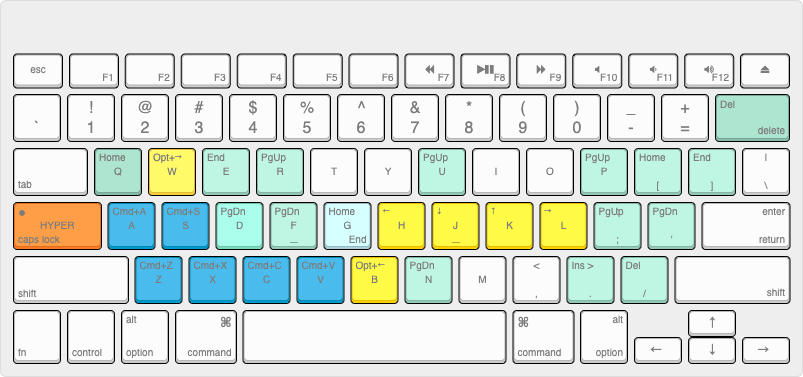 esc F1 F2 F3 F4 F5 F6 F7 F8 F9 F10 F11 F12
! @ # $ % ^ & * ( ) _ + Del
` 1 2 3 4 5 6 7 8 9 0 - = delete
Home Opt+→ End PgUp PgUp PgUp Home End |
Q W E R T Y U I O P
tab [ ] \
Cmd+A Cmd+S PgDn PgDn Home ← ↓ ↑ → PgUp PgDn enter
HYPER A S D F G H J K L
caps lock _ End _ ; ' return
Cmd+Z Cmd+X Cmd+C Cmd+V Opt+← PgDn < Ins > Del
Z X C V B N M
shift , . / shift
alt ⌘ ⌘ alt ↑
fn control option command command option ← ↓ →